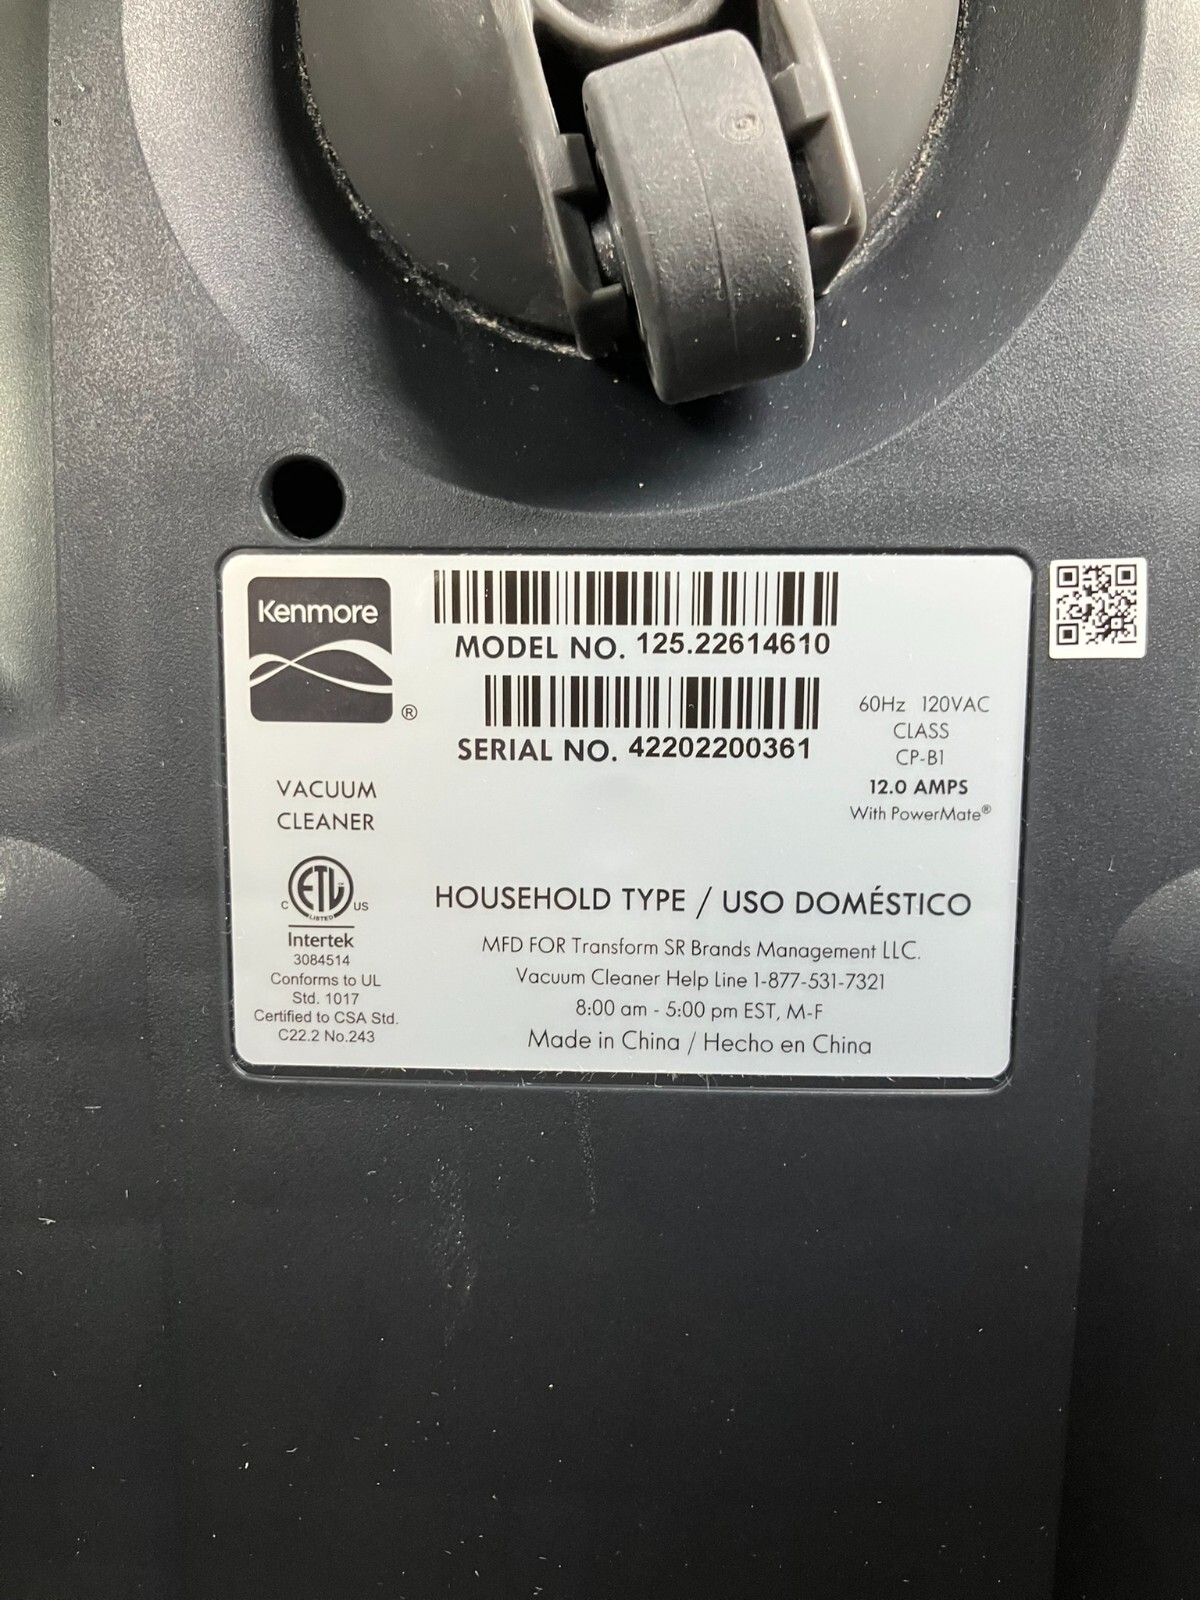 Kenmore
®
MODEL NO. 125.22614610
SERIAL NO. 42202200361
60Hz 120VAC
CLASS
CP-B1
12.0 AMPS
With PowerMate®
VACUUM
CLEANER
ETL
C LISTED US
Intertek
3084514
Conforms to UL
Std. 1017
Certified to CSA Std.
C22.2 No.243
HOUSEHOLD TYPE / USO DOMÉSTICO
MFD FOR Transform SR Brands Management LLC.
Vacuum Cleaner Help Line 1-877-531-7321
8:00 am - 5:00 pm EST, M-F
Made in China / Hecho en China